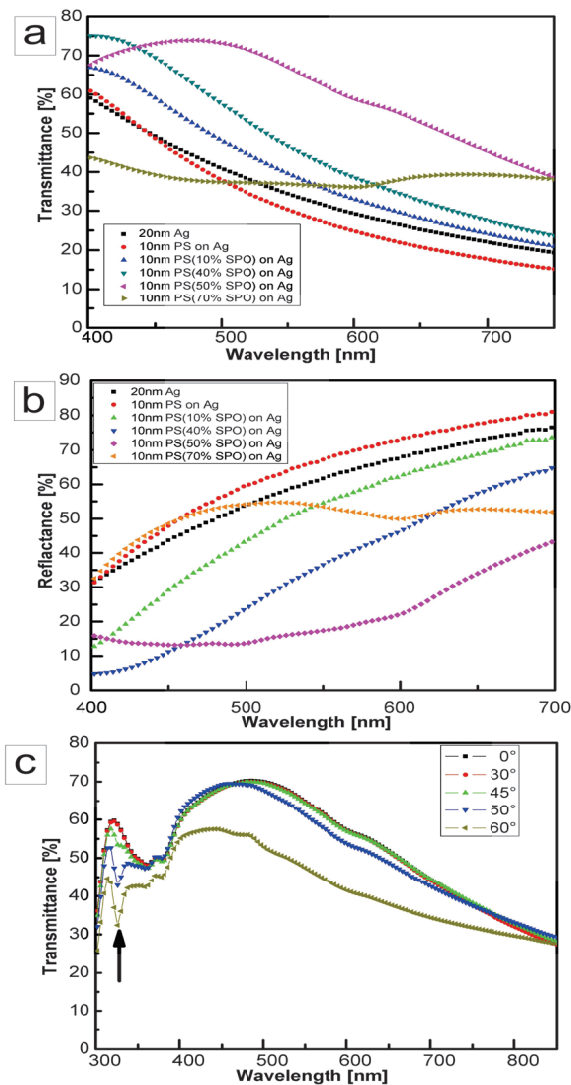 a
80
70
60
50
40
30
20
10
0
Transmittance [%]
20nm Ag
10nm PS on Ag
10nm PS(10% SPO) on Ag
10nm PS(40% SPO) on Ag
10nm PS(50% SPO) on Ag
10nm PS(70% SPO) on Ag
400 500 600 700
Wavelength [nm]
b
90
80
70
60
50
40
30
20
10
0
Reflactance [%]
20nm Ag
10nm PS on Ag
10nm PS(10% SPO) on Ag
10nm PS(40% SPO) on Ag
10nm PS(50% SPO) on Ag
10nm PS(70% SPO) on Ag
400 500 600 700
Wavelength [nm]
c
80
70
60
50
40
30
20
10
0
Transmittance [%]
0°
30°
45°
50°
60°
300 400 500 600 700 800
Wavelength [nm]